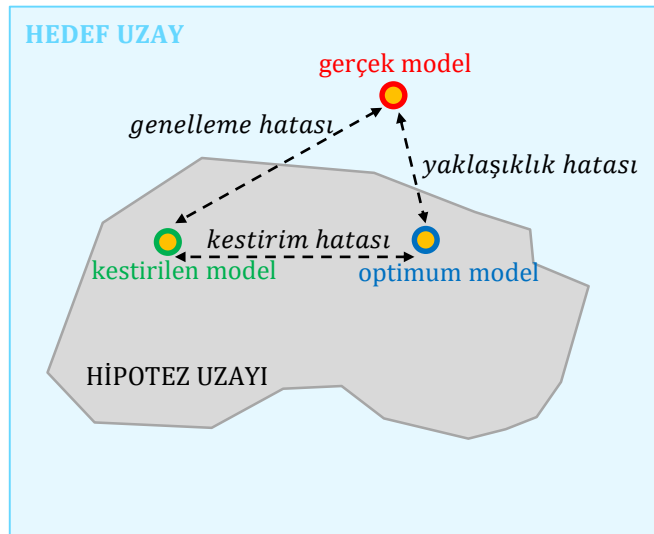 HEDEF UZAY
gerçek model
genelleme hatası
yaklaşıklık hatası
kestirim hatası
kestirilen model
optimum model
HİPOTEZ UZAYI